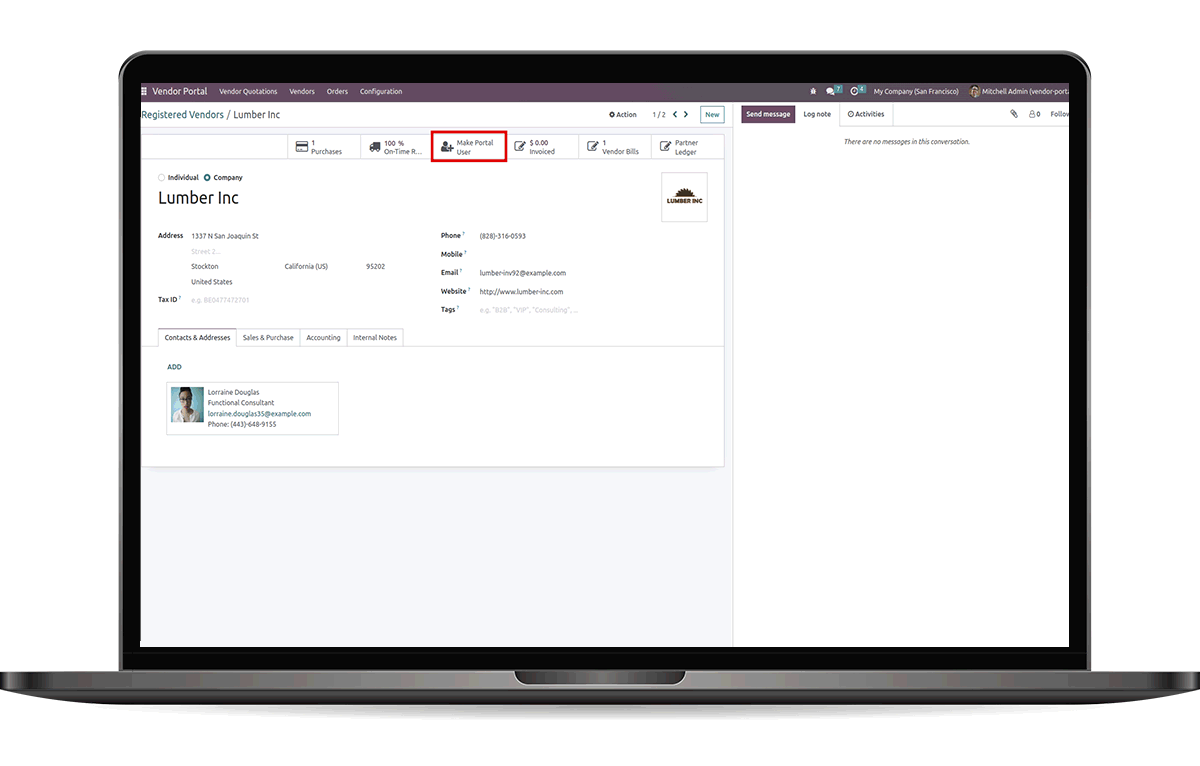 Vendor Portal Vendor Quotations Vendors Orders Configuration 7 4 My Company (San Francisco) Mitchell Admin (vendor-porta
Registered Vendors / Lumber Inc Action 1 / 2 New Send message Log note Activities 0 Follow
There are no messages in this conversation.
1
Purchases
100 %
On-Time R...
Make Portal
User
$ 0.00
Invoiced
1
Vendor Bills
Partner
Ledger
Individual Company
Lumber Inc
LUMBER INC
Address 1337 N San Joaquin St
Street 2...
Stockton California (US) 95202
United States
Tax ID ? e.g. BE0477472701
Phone ? (828)-316-0593
Mobile ?
Email ? lumber-inv92@example.com
Website ? http://www.lumber-inc.com
Tags ? e.g. "B2B", "VIP", "Consulting", ...
Contacts & Addresses Sales & Purchase Accounting Internal Notes
ADD
Lorraine Douglas
Functional Consultant
lorraine.douglas35@example.com
Phone: (443)-648-9155